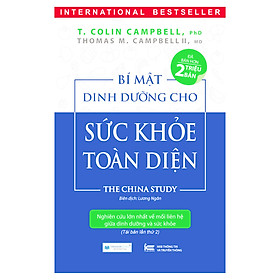 INTERNATIONAL BESTSELLER
T. COLIN CAMPBELL, PhD
THOMAS M. CAMPBELL II, MD
ĐÃ
BÁN HƠN
2 TRIỆU
BẢN
BÍ MẬT
DINH DƯỠNG CHO
SỨC KHỎE
TOÀN DIỆN
THE CHINA STUDY
Biên dịch: Lương Ngân
Nghiên cứu lớn nhất về mối liên hệ
giữa dinh dưỡng và sức khỏe
(Tái bản lần thứ 2)